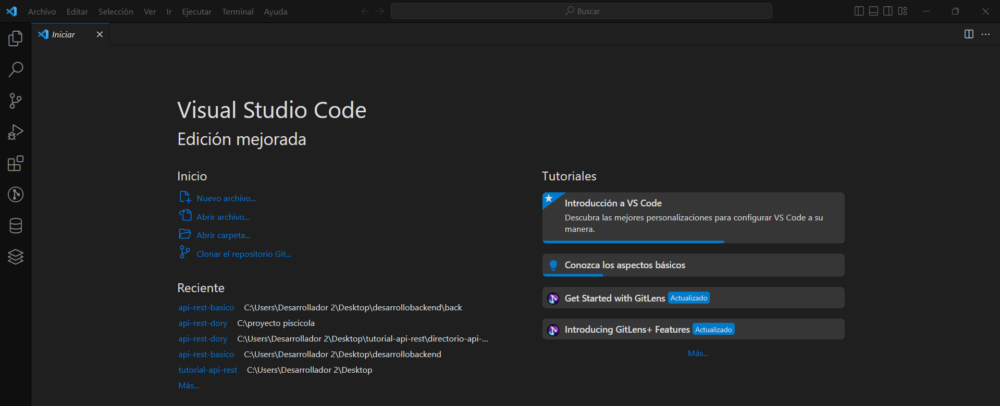 Archivo Editar Selección Ver Ir Ejecutar Terminal Ayuda
Buscar
Iniciar
Visual Studio Code
Edición mejorada
Inicio
Nuevo archivo...
Abrir archivo...
Abrir carpeta...
Clonar el repositorio Git...
Reciente
api-rest-basico C:\Users\Desarrollador 2\Desktop\desarrollobackend\back
api-rest-dory C:\proyecto piscicola
api-rest-dory C:\Users\Desarrollador 2\Desktop\tutorial-api-rest\directorio-api-...
api-rest-basico C:\Users\Desarrollador 2\Desktop\desarrollobackend
tutorial-api-rest C:\Users\Desarrollador 2\Desktop
Más...
Tutoriales
Introducción a VS Code
Descubra las mejores personalizaciones para configurar VS Code a su
manera.
Conozca los aspectos básicos
Get Started with GitLens Actualizado
Introducing GitLens+ Features Actualizado
Más...